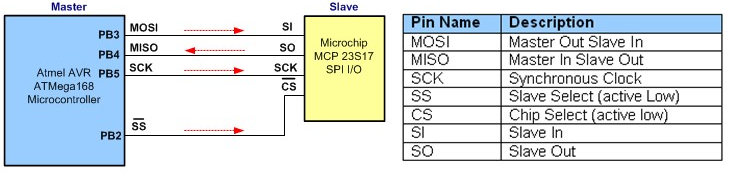 Master
Slave
PB3 MOSI SI
PB4 MISO SO
PB5 SCK SCK
CS
PB2 SS
Atmel AVR
ATMega168
Microcontroller
Microchip
MCP 23S17
SPI I/O
Pin Name Description
MOSI Master Out Slave In
MISO Master In Slave Out
SCK Synchronous Clock
SS Slave Select (active Low)
CS Chip Select (active low)
SI Slave In
SO Slave Out